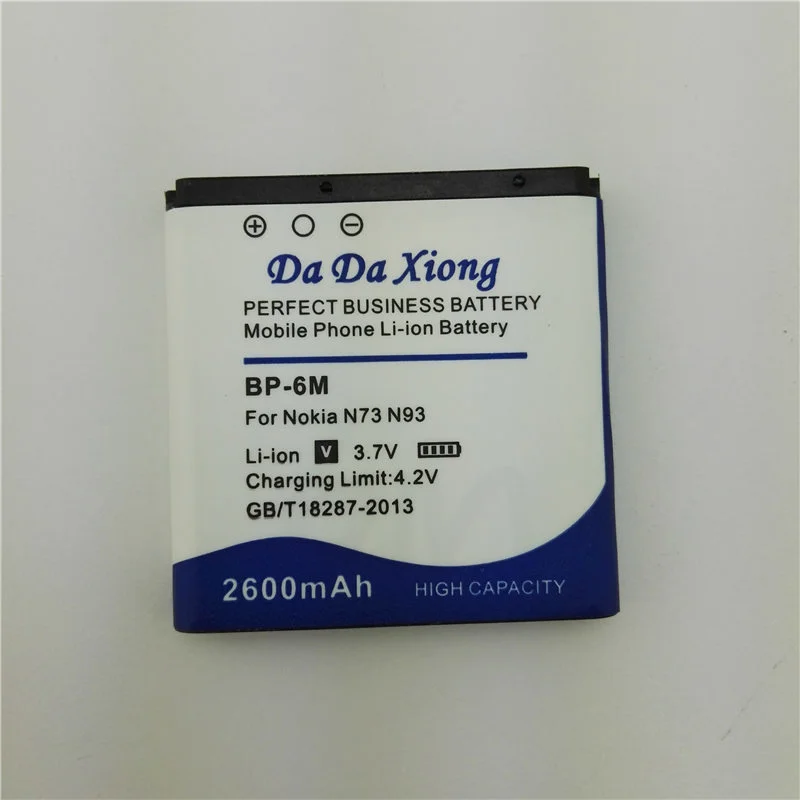 Da Da Xiong
PERFECT BUSINESS BATTERY
Mobile Phone Li-ion Battery
BP-6M
For Nokia N73 N93
Li-ion V 3.7V
Charging Limit:4.2V
GB/T18287-2013
2600mAh HIGH CAPACITY